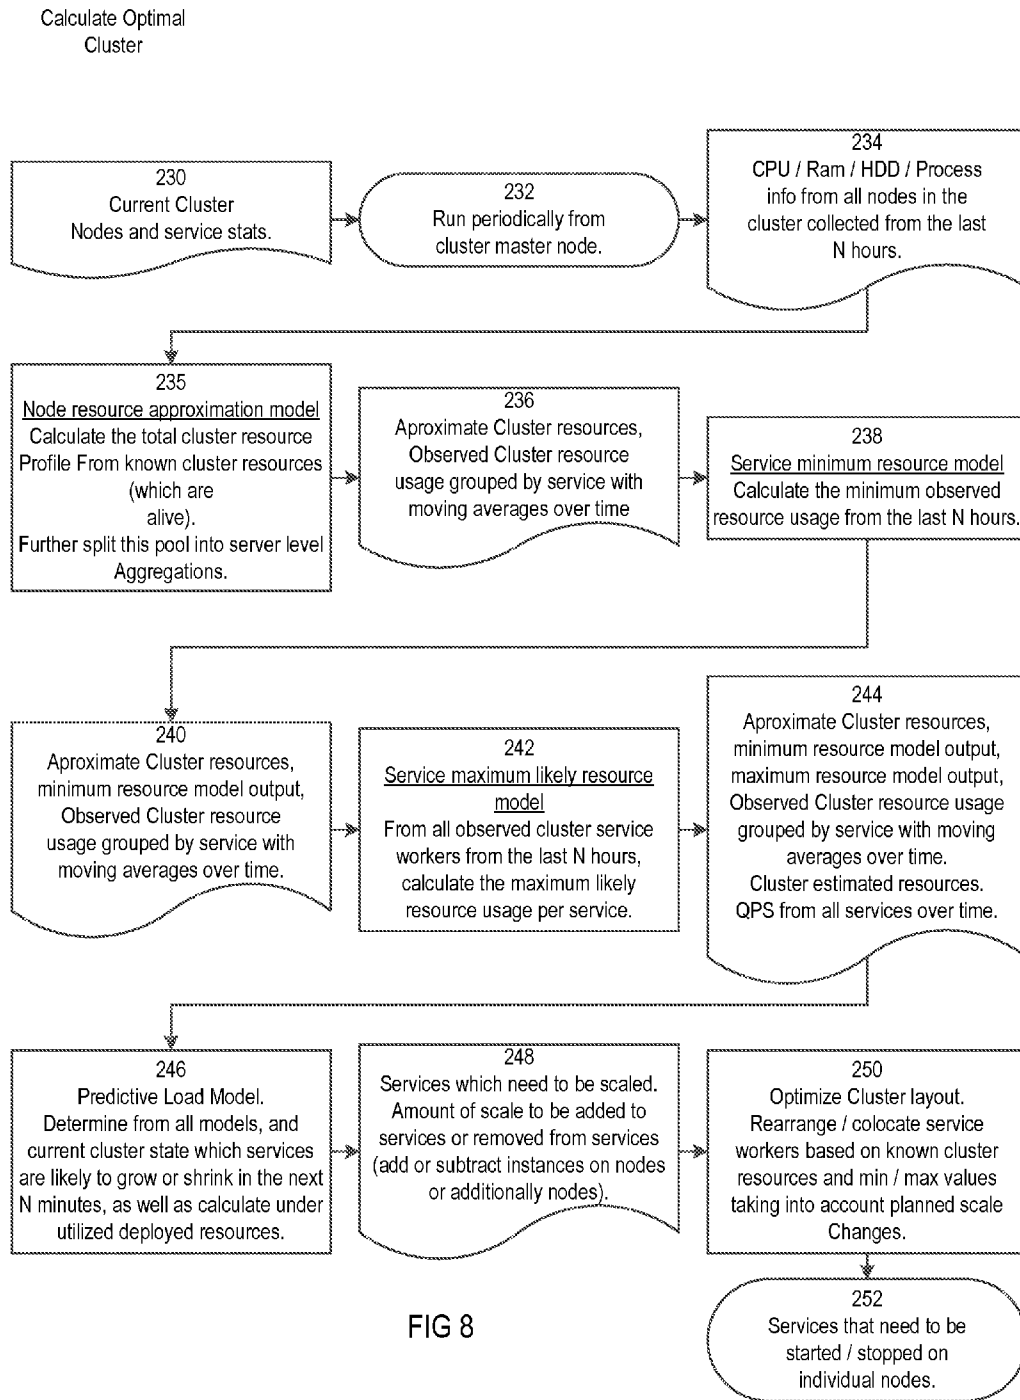 Calculate Optimal
Cluster
230
Current Cluster
Nodes and service stats.
232
Run periodically from
cluster master node.
234
CPU / Ram / HDD / Process
info from all nodes in the
cluster collected from the last
N hours.
235
Node resource approximation model
Calculate the total cluster resource
Profile From known cluster resources
(which are
alive).
Further split this pool into server level
Aggregations.
236
Aproximate Cluster resources,
Observed Cluster resource
usage grouped by service with
moving averages over time
238
Service minimum resource model
Calculate the minimum observed
resource usage from the last N hours.
240
Aproximate Cluster resources,
minimum resource model output,
Observed Cluster resource
usage grouped by service with
moving averages over time.
242
Service maximum likely resource
model
From all observed cluster service
workers from the last N hours,
calculate the maximum likely
resource usage per service.
244
Aproximate Cluster resources,
minimum resource model output,
maximum resource model output,
Observed Cluster resource usage
grouped by service with moving
averages over time.
Cluster estimated resources.
QPS from all services over time.
246
Predictive Load Model.
Determine from all models, and
current cluster state which services
are likely to grow or shrink in the next
N minutes, as well as calculate under
utilized deployed resources.
248
Services which need to be scaled.
Amount of scale to be added to
services or removed from services
(add or subtract instances on nodes
or additionally nodes).
250
Optimize Cluster layout.
Rearrange / colocate service
workers based on known cluster
resources and min / max values
taking into account planned scale
Changes.
252
Services that need to be
started / stopped on
individual nodes.
FIG 8